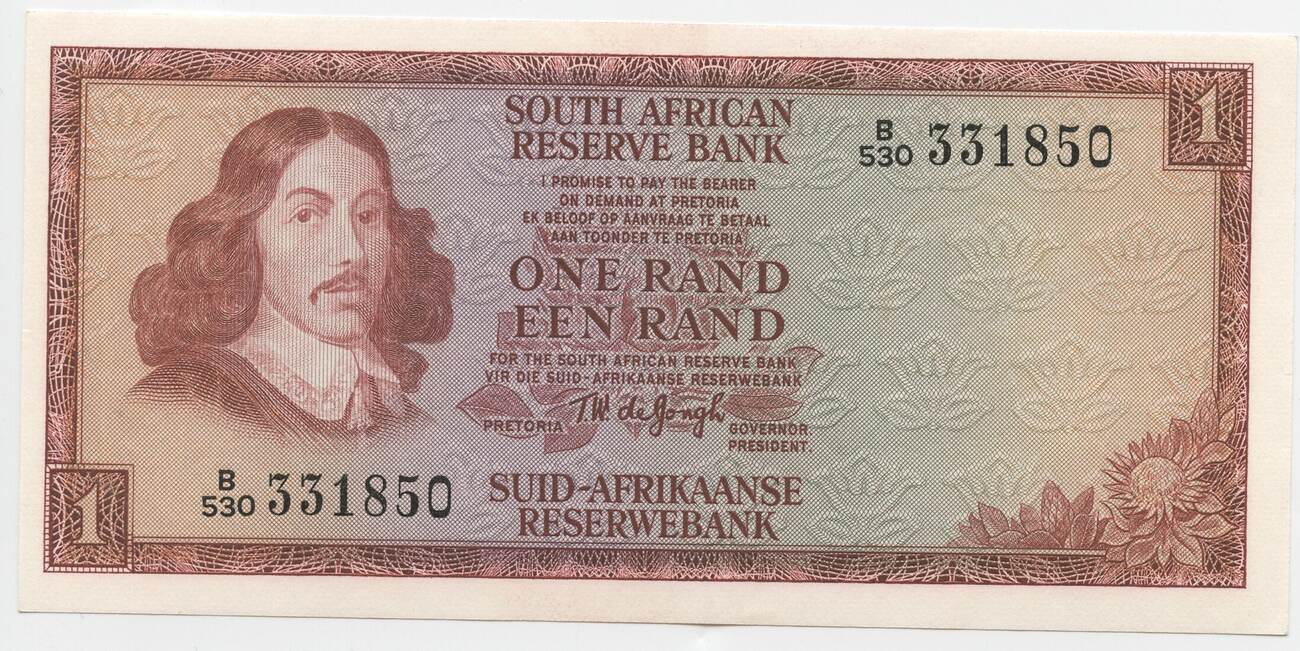 1
SOUTH AFRICAN
RESERVE BANK
B/530 331850
I PROMISE TO PAY THE BEARER
ON DEMAND AT PRETORIA
EK BELOOF OP AANVRAAG TE BETAAL
AAN TOONDER TE PRETORIA
ONE RAND
EEN RAND
FOR THE SOUTH AFRICAN RESERVE BANK
VIR DIE SUID-AFRIKAANSE RESERWEBANK
T.W. de Jongh
PRETORIA
GOVERNOR
PRESIDENT.
B/530 331850
SUID-AFRIKAANSE
RESERWEBANK
1